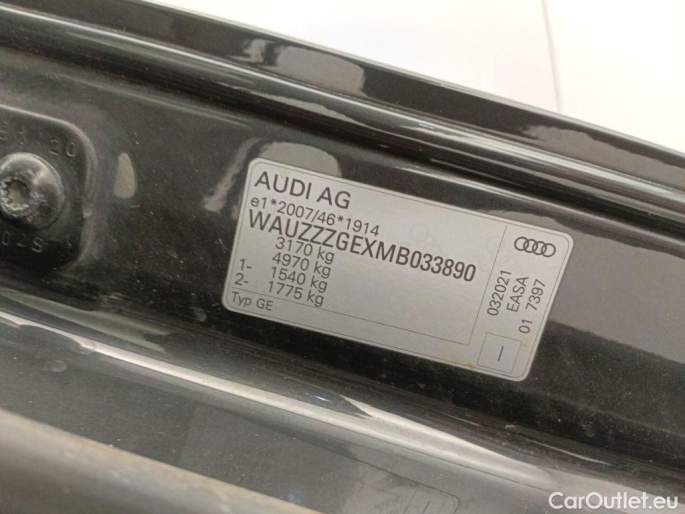 AUDI AG
e1*2007/46*1914
WAUZZZGEXMB033890
3170 kg
4970 kg
1- 1540 kg
2- 1775 kg
Typ GE
032021
EASA
01 7397
CarOutlet.eu